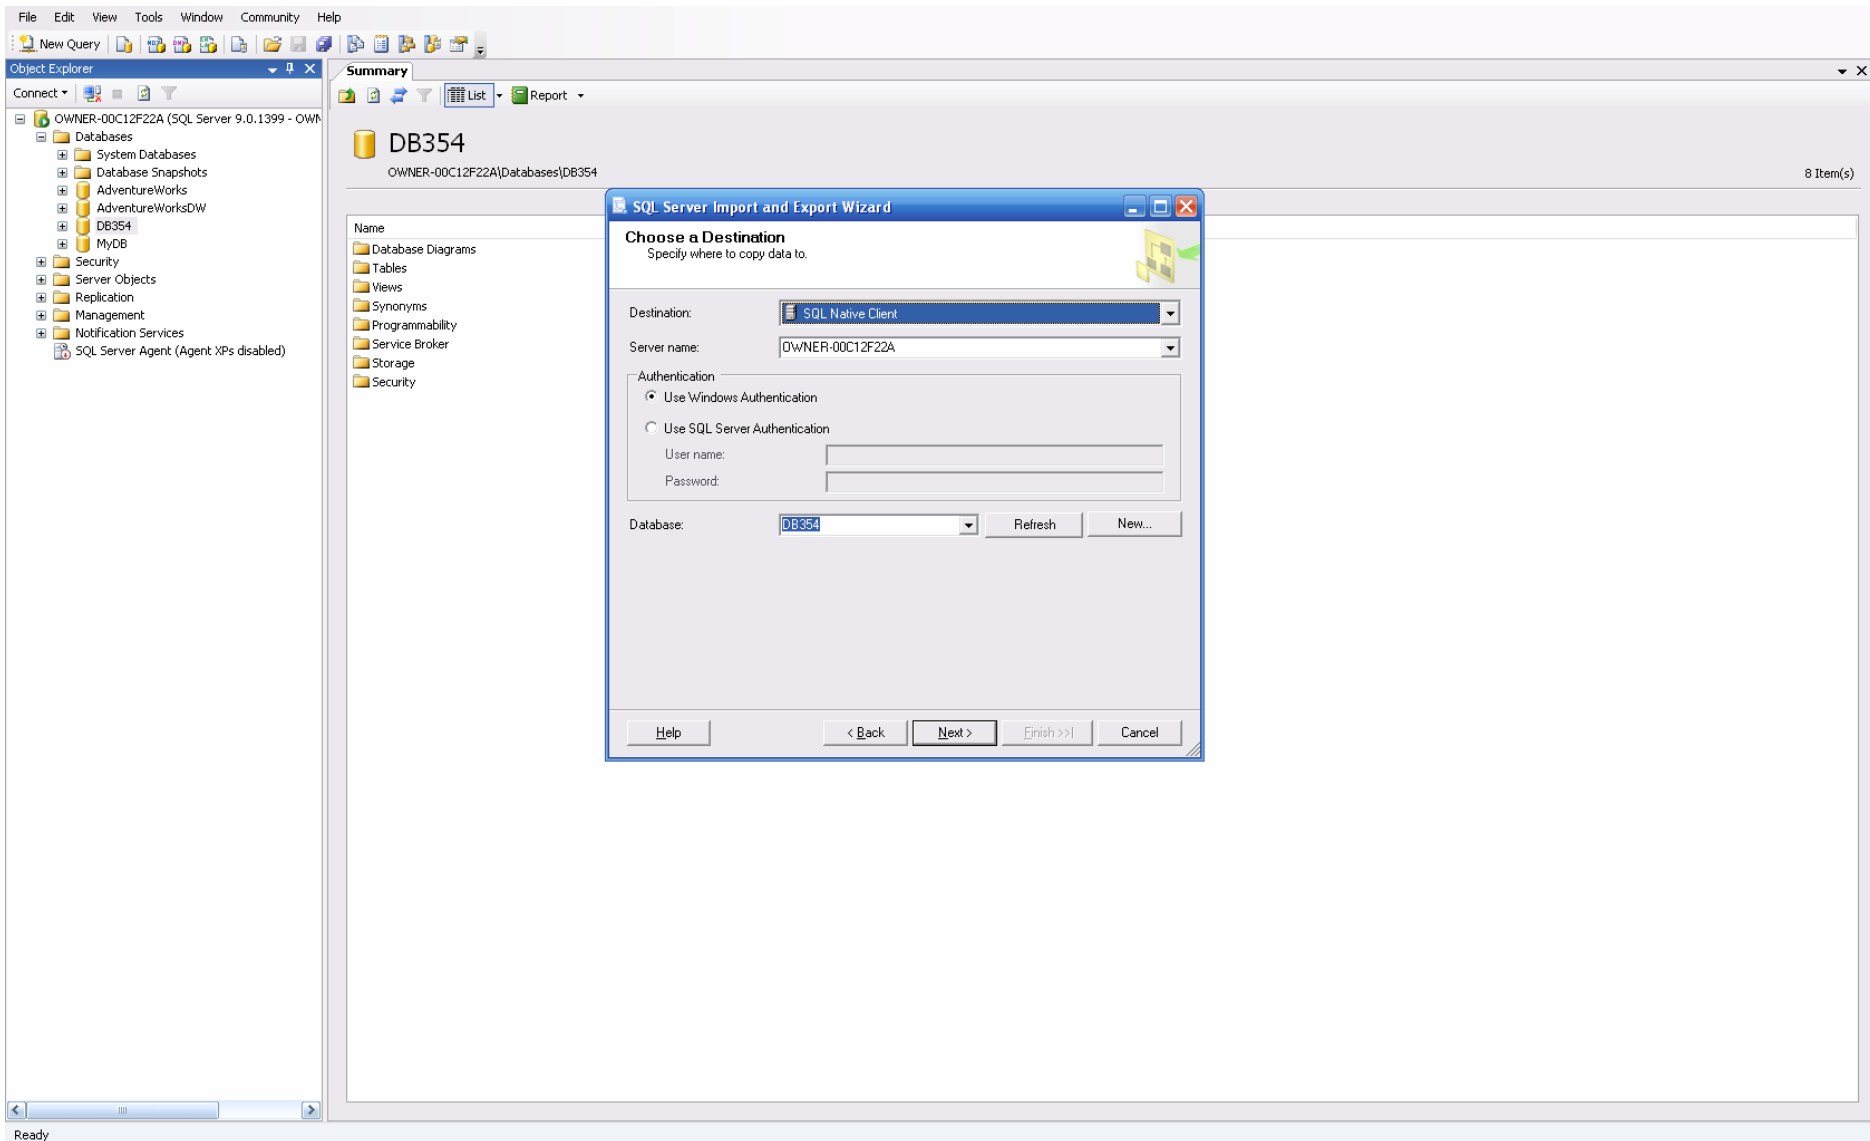 File Edit View Tools Window Community Help
New Query
Object Explorer
Connect
OWNER-00C12F22A (SQL Server 9.0.1399 - OWN
Databases
System Databases
Database Snapshots
AdventureWorks
AdventureWorksDW
DB354
MyDB
Security
Server Objects
Replication
Management
Notification Services
SQL Server Agent (Agent XPs disabled)
Summary
List Report
DB354
OWNER-00C12F22A\Databases\DB354
8 Item(s)
Name
Database Diagrams
Tables
Views
Synonyms
Programmability
Service Broker
Storage
Security
SQL Server Import and Export Wizard
Choose a Destination
Specify where to copy data to.
Destination: SQL Native Client
Server name: OWNER-00C12F22A
Authentication
Use Windows Authentication
Use SQL Server Authentication
User name:
Password:
Database: DB354 Refresh New...
Help < Back Next > Finish >>| Cancel
Ready